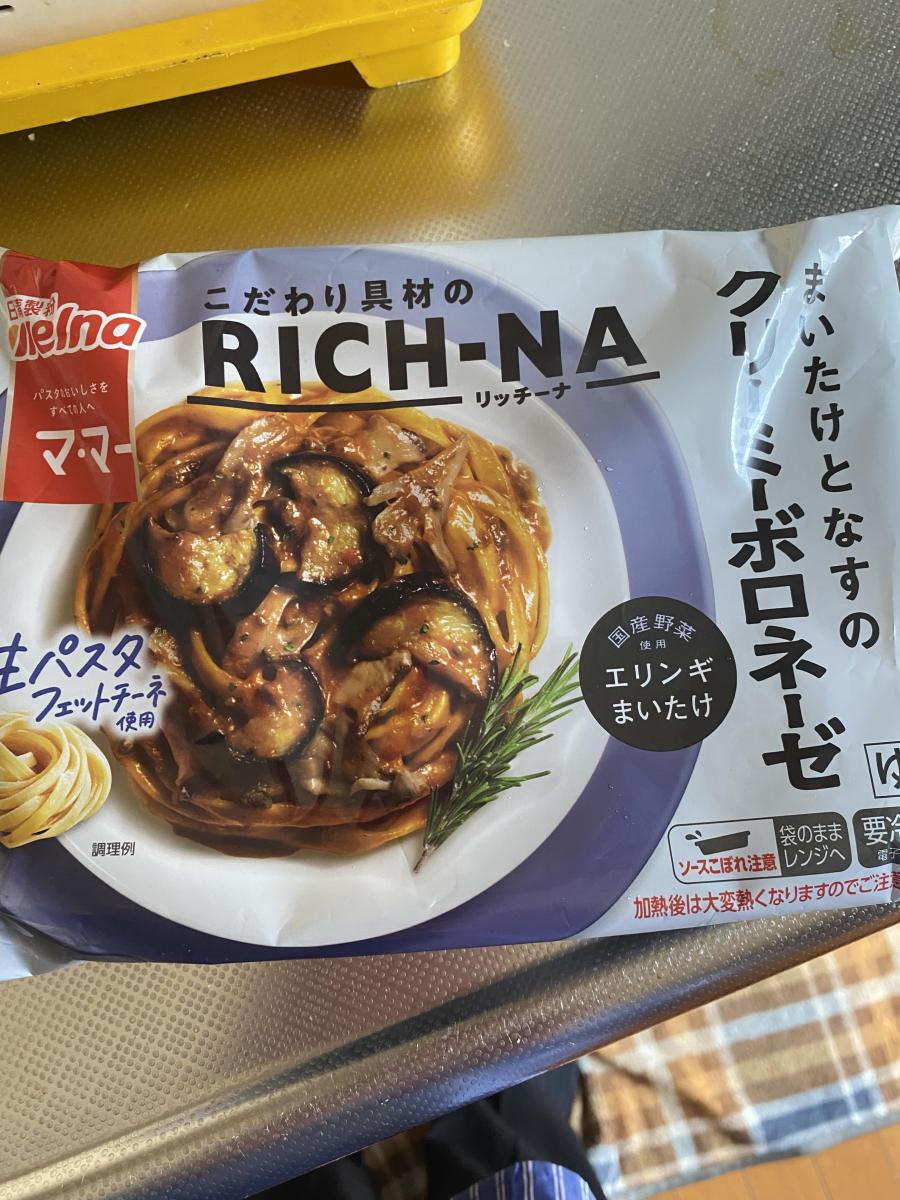 日清製粉
Welna
パスタはおいしさを
すべての人へ
マ・マー
こだわり具材の
RICH-NA
リッチーナ
まいたけとなすの
クリーミーボロネーゼ
生パスタ
フェットチーネ
使用
国産野菜
使用
エリンギ
まいたけ
調理例
ソースこぼれ注意
袋のまま
レンジへ
要冷
電子
加熱後は大変熱くなりますのでご注意